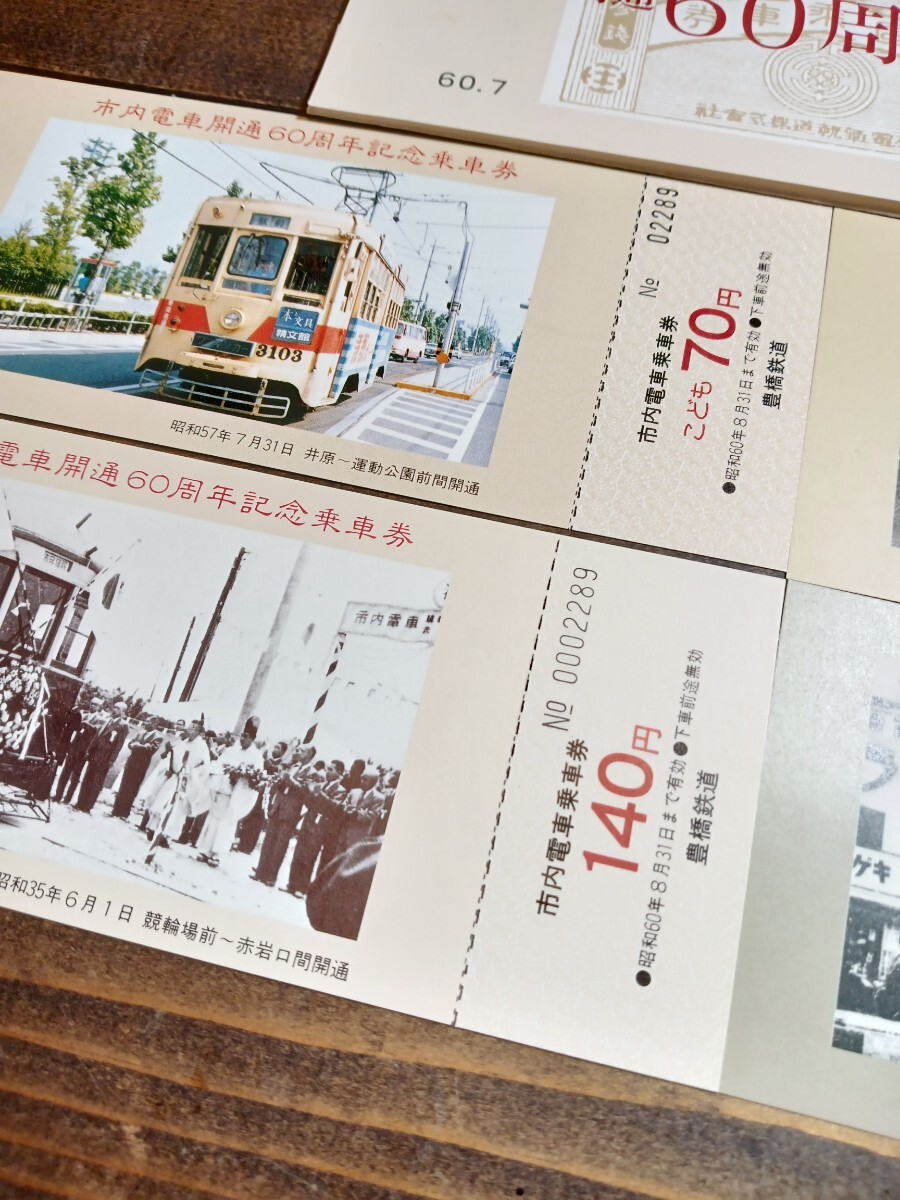 60周
60.7
市内電車開通60周年記念乗車券
本と文具
精文館
3103
昭和57年7月31日 井原～運動公園前間開通
№ 02289
市内電車乗車券
こども70円
●昭和60年8月31日まで有効●下車前途無効
豊橋鉄道
電車開通60周年記念乗車券
市内電車
昭和35年6月1日 競輪場前～赤岩口間開通
№ 0002289
市内電車乗車券
140円
●昭和60年8月31日まで有効●下車前途無効
豊橋鉄道
ゲキ